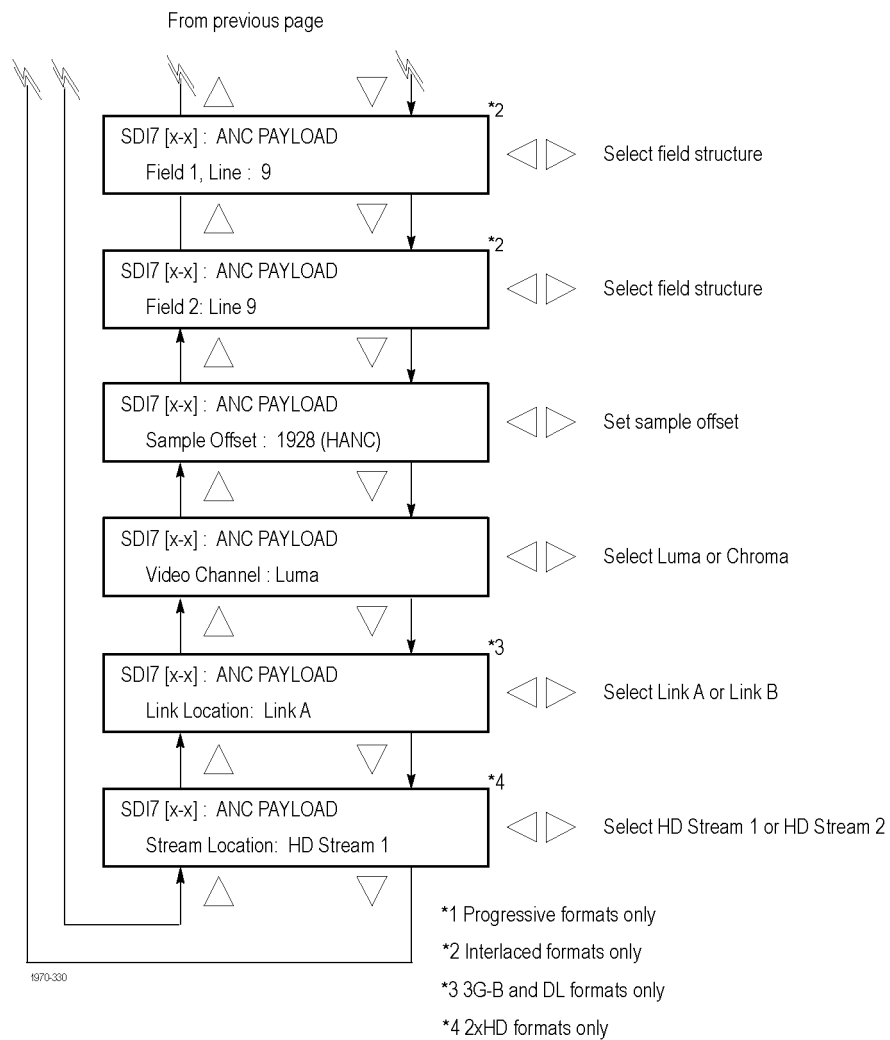 From previous page
*2
SDI7 [x-x] : ANC PAYLOAD
Field 1, Line : 9
Select field structure
*2
SDI7 [x-x] : ANC PAYLOAD
Field 2: Line 9
Select field structure
SDI7 [x-x] : ANC PAYLOAD
Sample Offset : 1928 (HANC)
Set sample offset
SDI7 [x-x] : ANC PAYLOAD
Video Channel : Luma
Select Luma or Chroma
*3
SDI7 [x-x] : ANC PAYLOAD
Link Location: Link A
Select Link A or Link B
*4
SDI7 [x-x] : ANC PAYLOAD
Stream Location: HD Stream 1
Select HD Stream 1 or HD Stream 2
*1 Progressive formats only
*2 Interlaced formats only
*3 3G-B and DL formats only
*4 2xHD formats only
1970-330